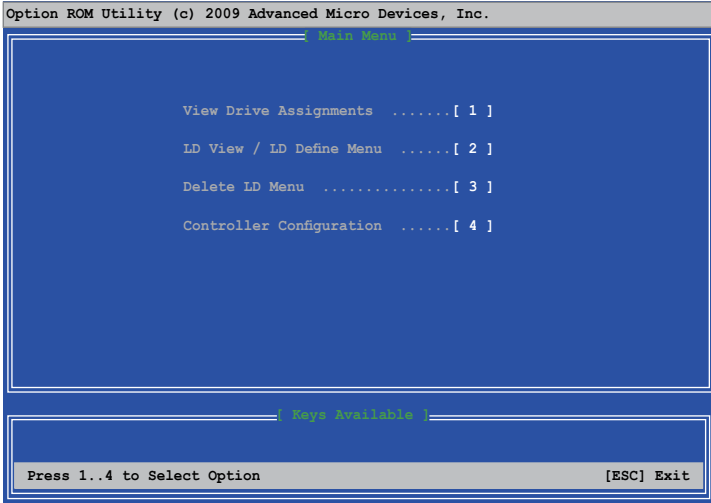 Option ROM Utility (c) 2009 Advanced Micro Devices, Inc.
[ Main Menu ]
View Drive Assignments .......[ 1 ]
LD View / LD Define Menu ......[ 2 ]
Delete LD Menu ...............[ 3 ]
Controller Configuration ......[ 4 ]
[ Keys Available ]
Press 1..4 to Select Option [ESC] Exit